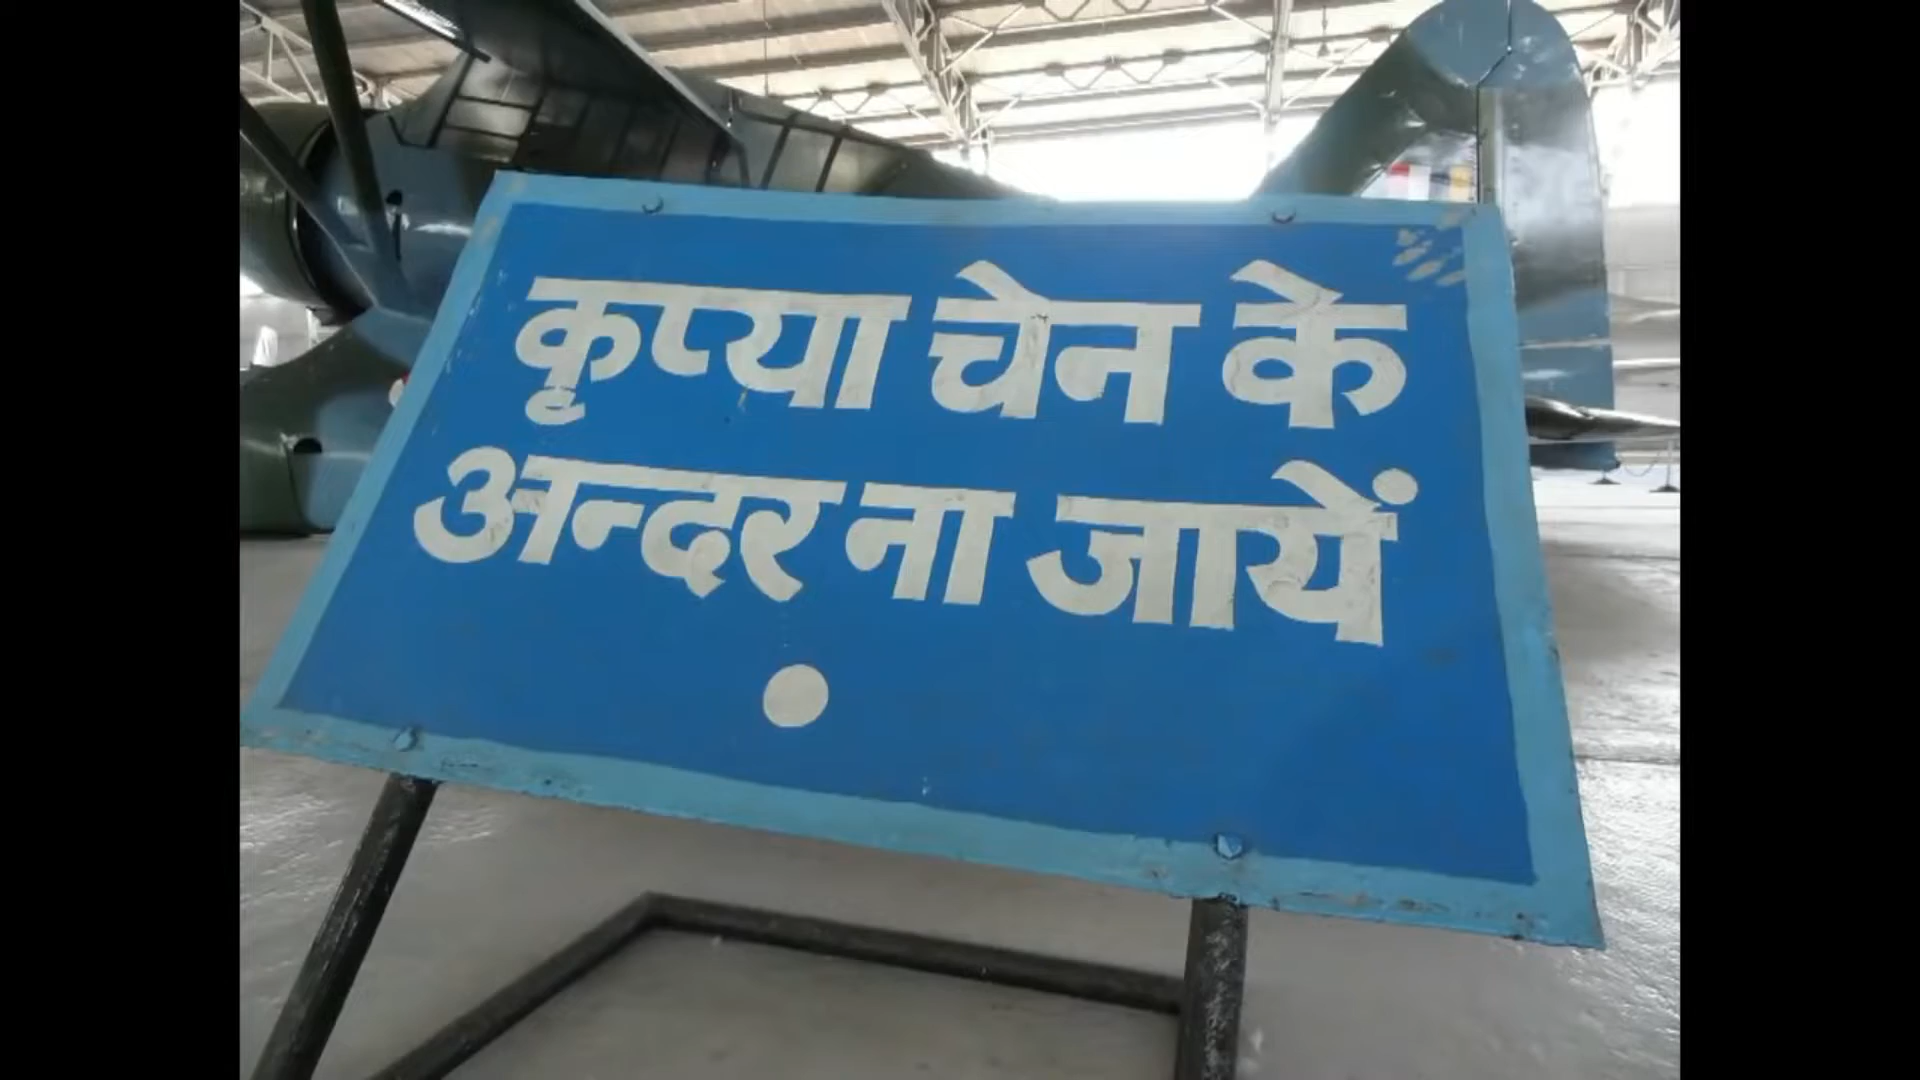 कृप्या चेन के
अन्दर ना जायें